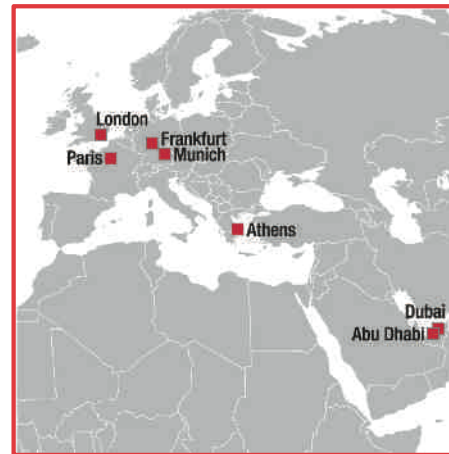 London
Frankfurt
Paris
Munich
Athens
Dubai
Abu Dhabi